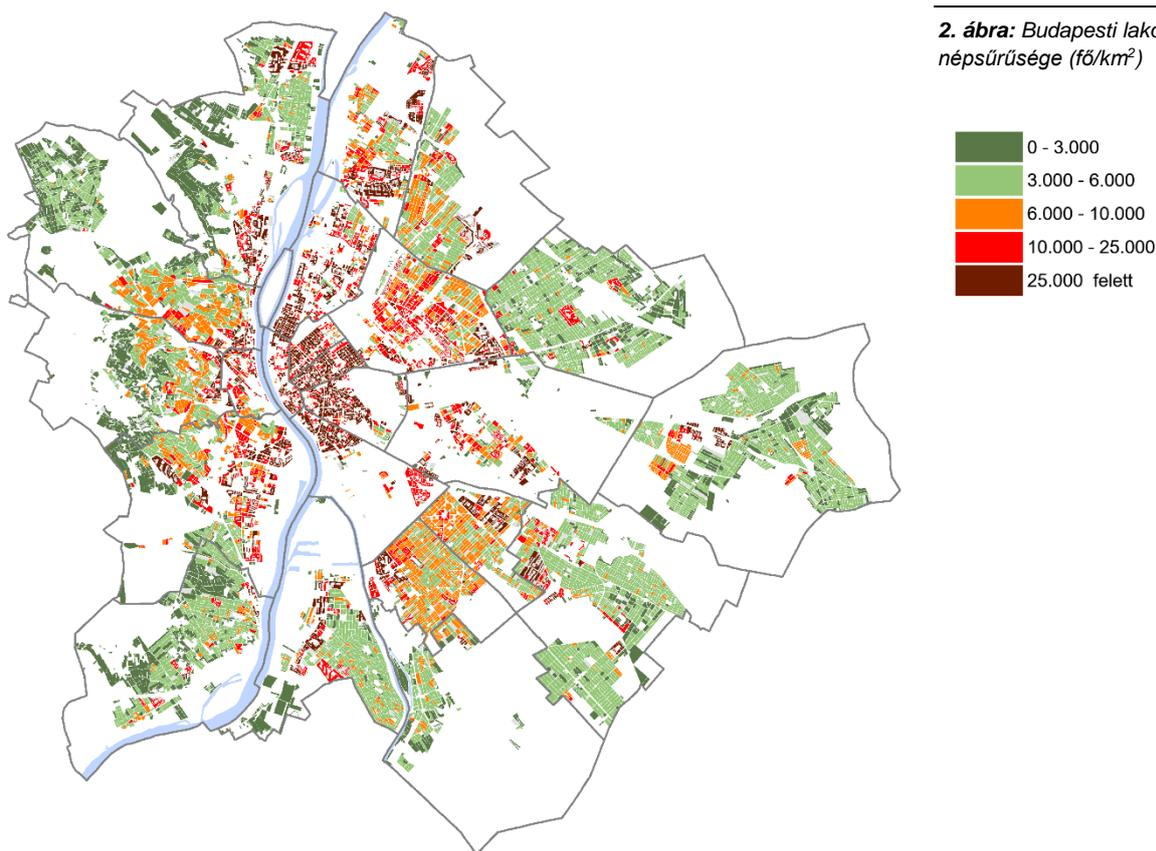 2. ábra: Budapesti
népsűrűsége (fő/km²)
0 - 3.000
3.000 - 6.000
6.000 - 10.000
10.000 - 25.000
25.000 felett